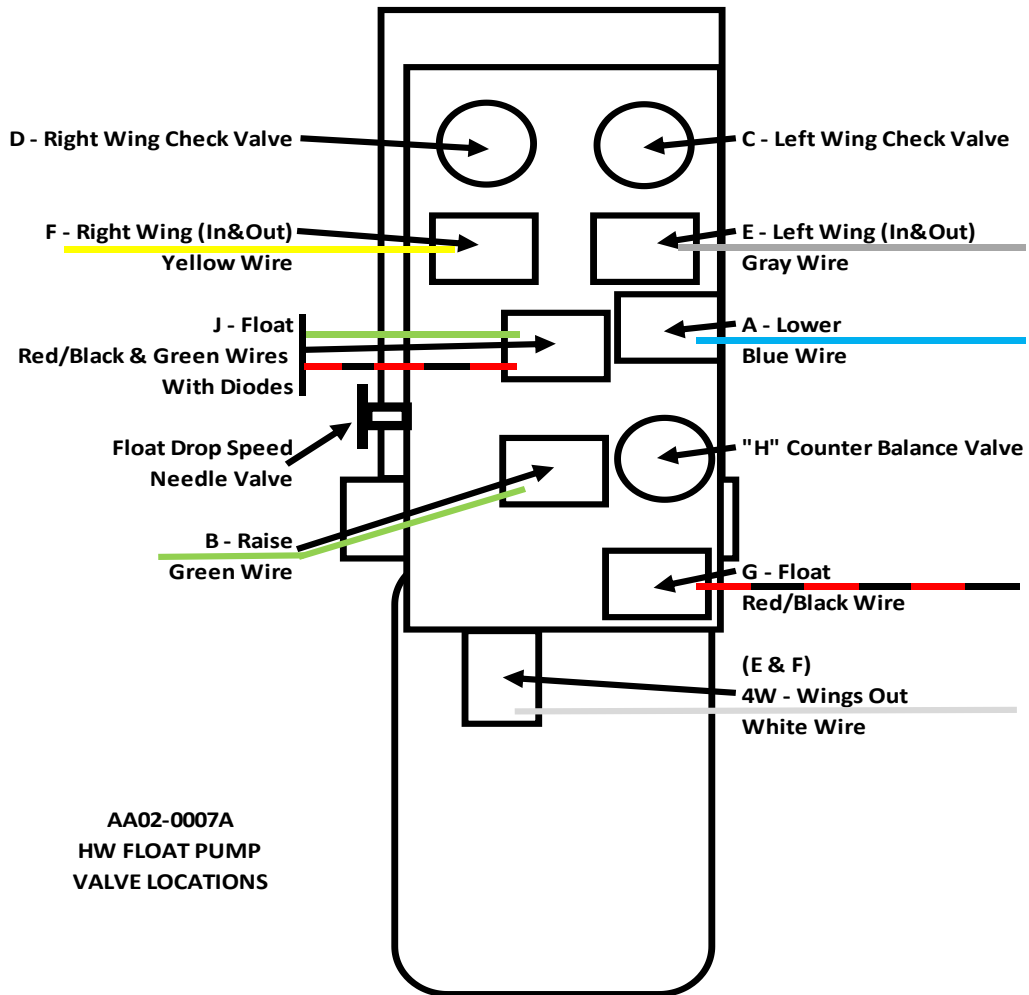 D - Right Wing Check Valve
C - Left Wing Check Valve
F - Right Wing (In&Out)
Yellow Wire
E - Left Wing (In&Out)
Gray Wire
J - Float
Red/Black & Green Wires
With Diodes
A - Lower
Blue Wire
Float Drop Speed
Needle Valve
"H" Counter Balance Valve
B - Raise
Green Wire
G - Float
Red/Black Wire
(E & F)
4W - Wings Out
White Wire
AA02-0007A
HW FLOAT PUMP
VALVE LOCATIONS